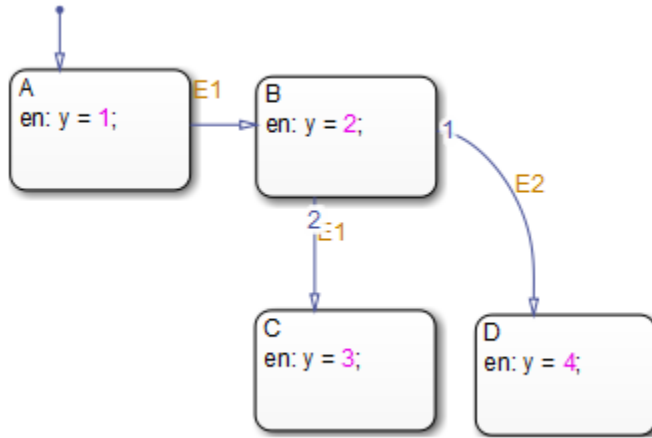 A
en: y = 1;
E1
B
en: y = 2;
1
E2
2
E1
C
en: y = 3;
D
en: y = 4;